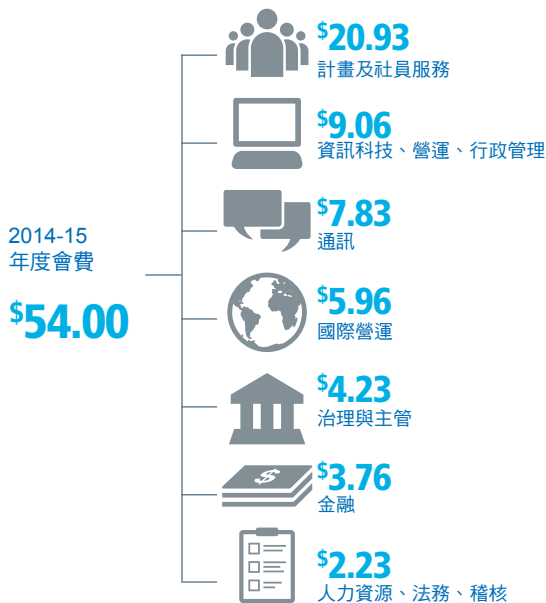 2014-15
年度會費
$54.00
$20.93
計畫及社員服務
$9.06
資訊科技、營運、行政管理
$7.83
通訊
$5.96
國際營運
$4.23
治理與主管
$
$3.76
金融
$2.23
人力資源、法務、稽核